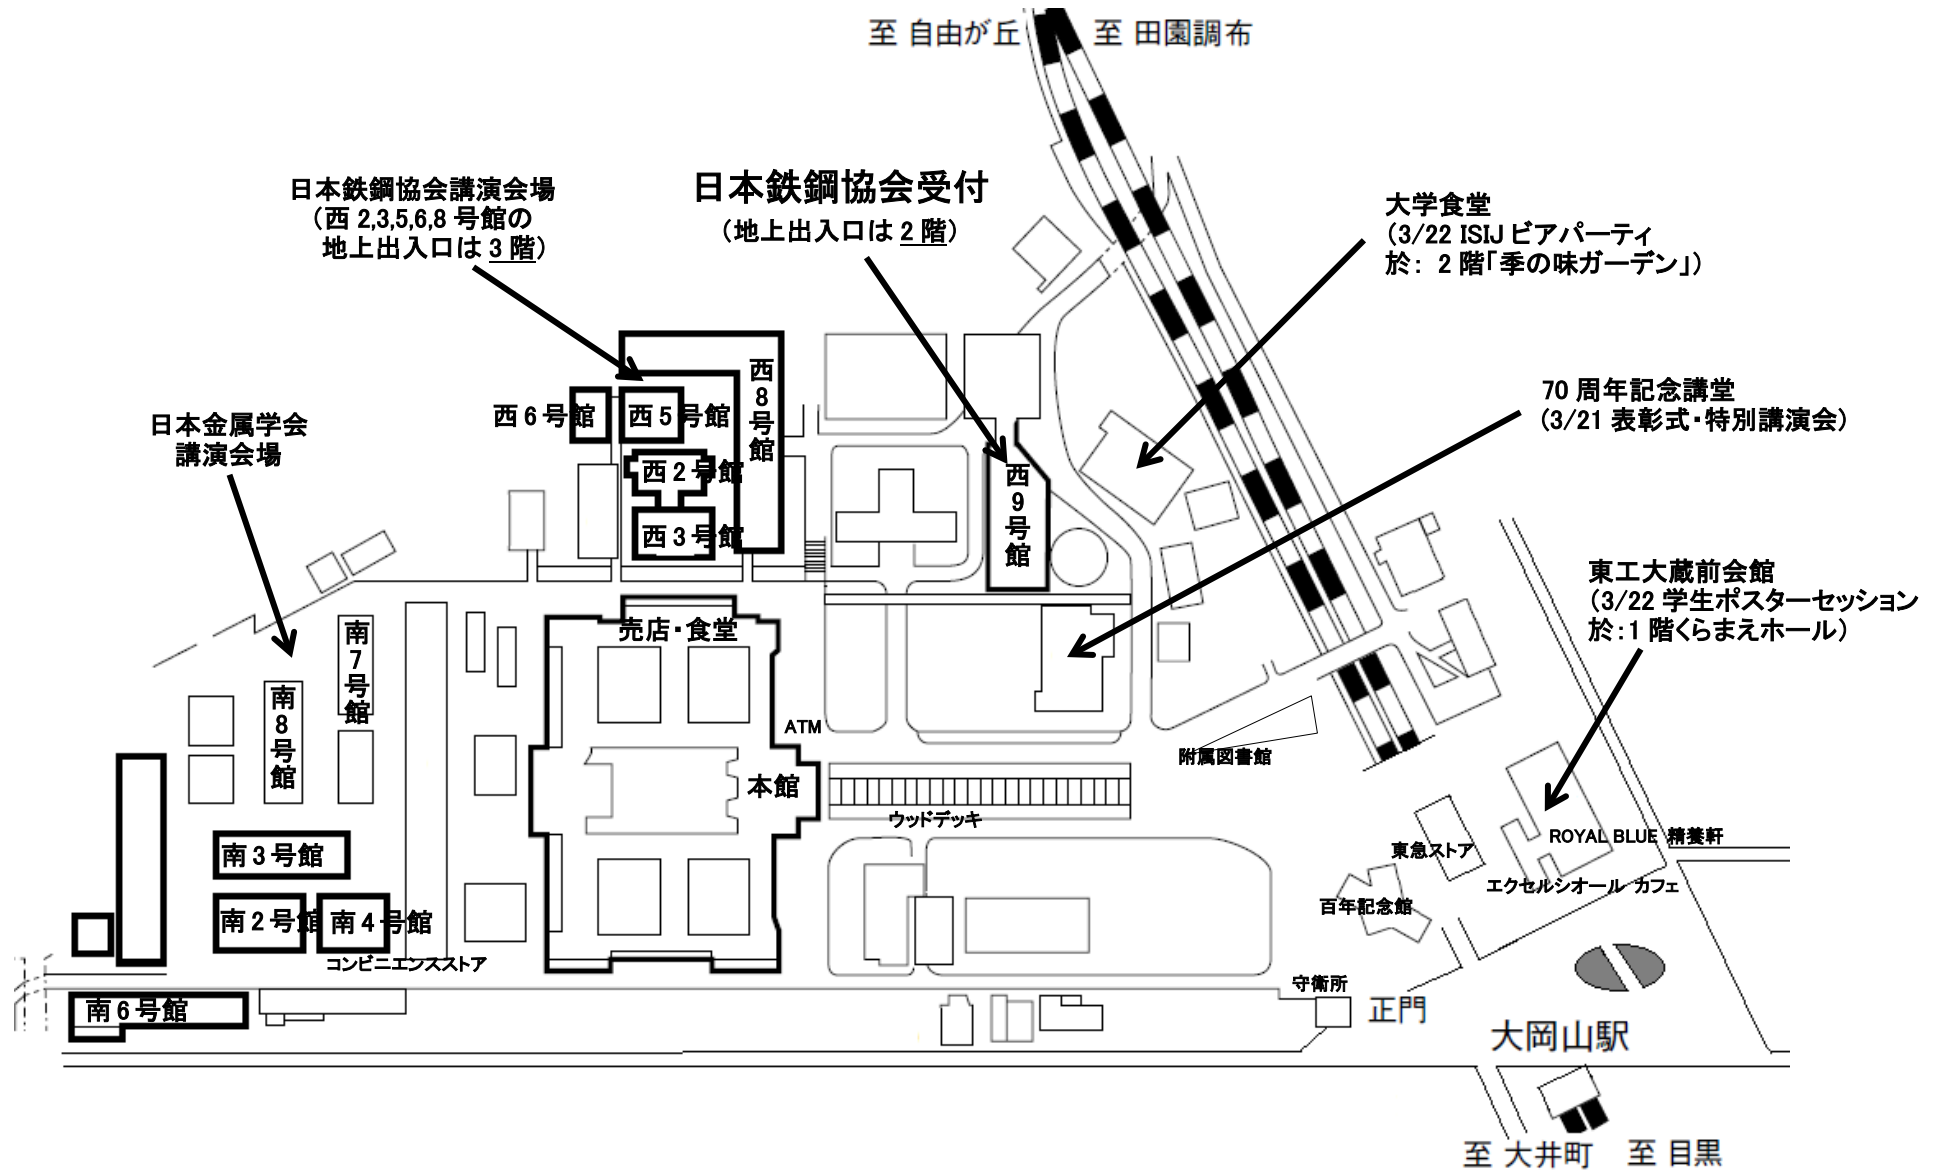 至 自由が丘
至 田園調布
日本鉄鋼協会講演会場
（西 2,3,5,6,8 号館の
地上出入口は 3 階）
日本鉄鋼協会受付
（地上出入口は 2 階）
大学食堂
（3/22 ISIJ ビアパーティ
於： 2 階「季の味ガーデン」）
70 周年記念講堂
（3/21 表彰式・特別講演会）
日本金属学会
講演会場
西8号館
西６号館
西５号館
西２号館
西３号館
西9号館
東工大蔵前会館
（3/22 学生ポスターセッション
於：1 階くらまえホール）
売店・食堂
南7号館
南8号館
ATM
本館
附属図書館
ウッドデッキ
ROYAL BLUE 精養軒
東急ストア
エクセルシオール カフェ
百年記念館
南３号館
南２号館
南４号館
コンビニエンスストア
守衛所
正門
南６号館
大岡山駅
至 大井町
至 目黒